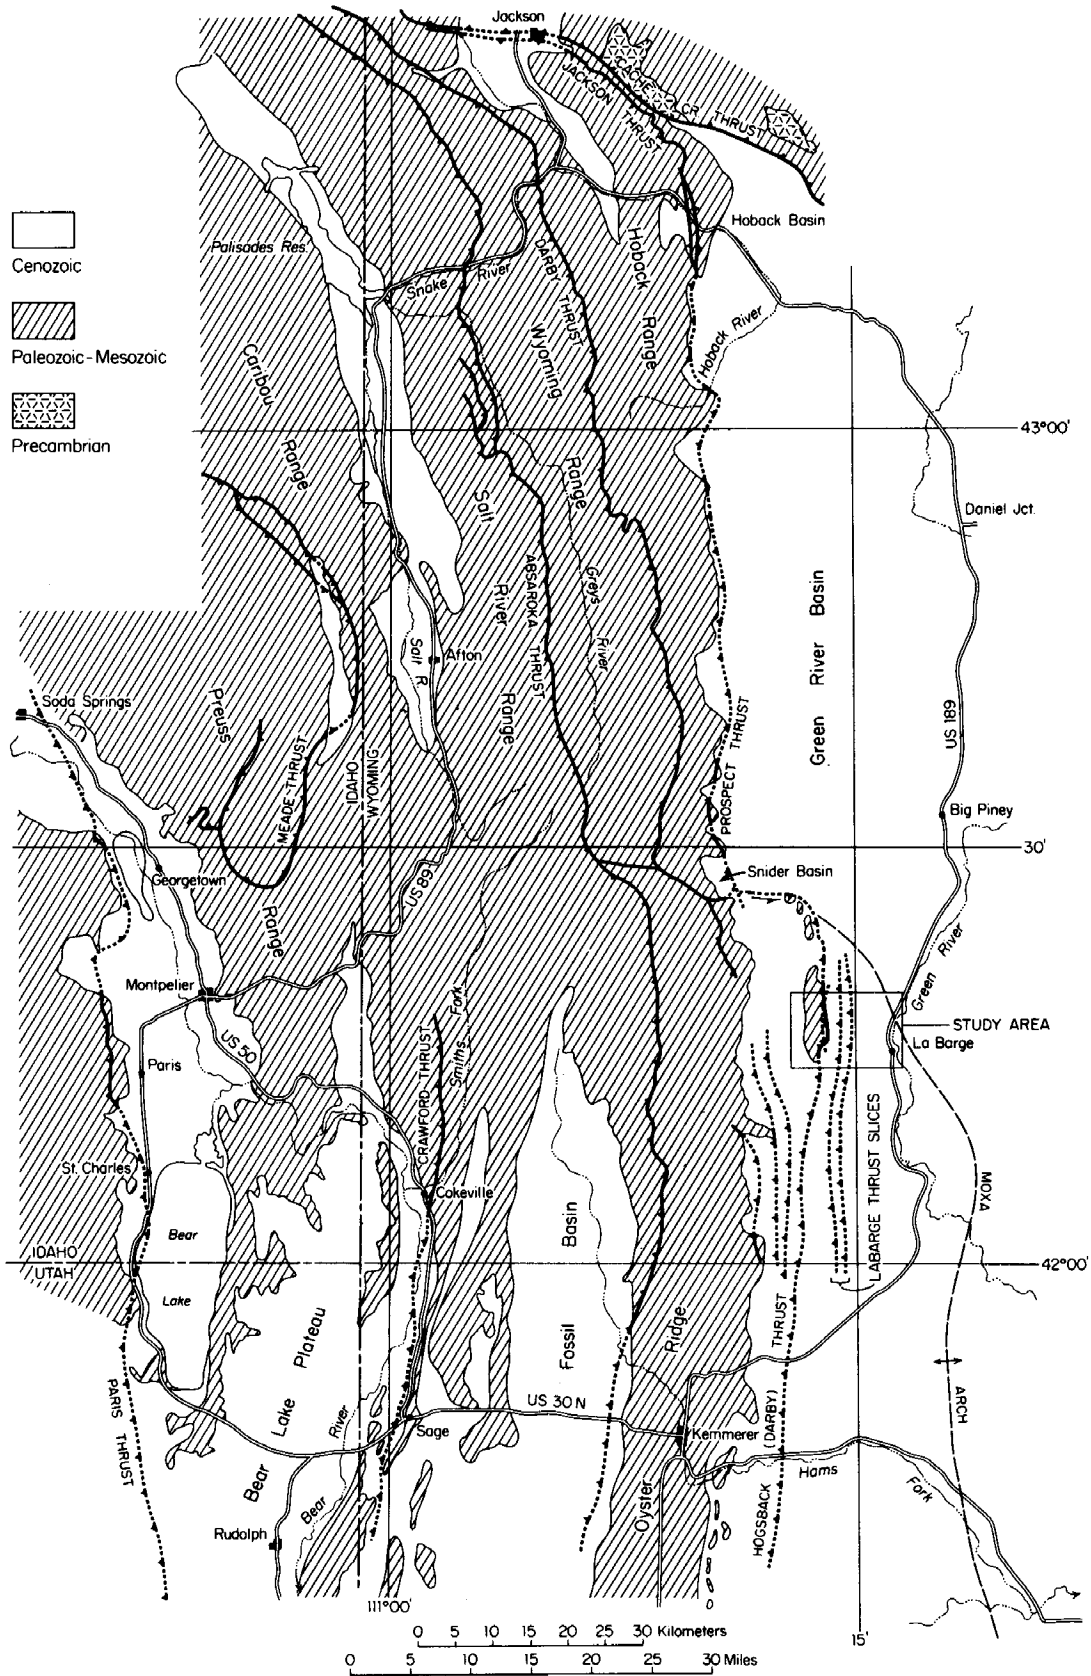 Jackson
CACHE CR. THRUST
JACKSON THRUST
Hoback Basin
Cenozoic
Paleozoic-Mesozoic
Precambrian
Palisades Res.
Snake River
DARBY THRUST
Hoback Range
Hoback River
Wyoming Range
Caribou Range
43°00'
Daniel Jct.
Salt River Range
ABSAROKA THRUST
Greys River
Green River Basin
Salt R.
Afton
Soda Springs
Preuss Range
MEADE THRUST
IDAHO
WYOMING
PROSPECT THRUST
US 189
Big Piney
30'
Snider Basin
Georgetown
US 89
Montpelier
Green River
STUDY AREA
La Barge
US 50
Paris
Smiths Fork
CRAWFORD THRUST
St. Charles
Cokeville
LABARGE THRUST SLICES
MOXA ARCH
Bear Lake
IDAHO
UTAH
42°00'
Fossil Basin
Oyster Ridge
HOGSBACK (DARBY) THRUST
Bear Lake Plateau
PARIS THRUST
US 30 N
Sage
Kemmerer
Hams Fork
Bear River
Rudolph
111°00'
15'
0 5 10 15 20 25 30 Kilometers
0 5 10 15 20 25 30 Miles